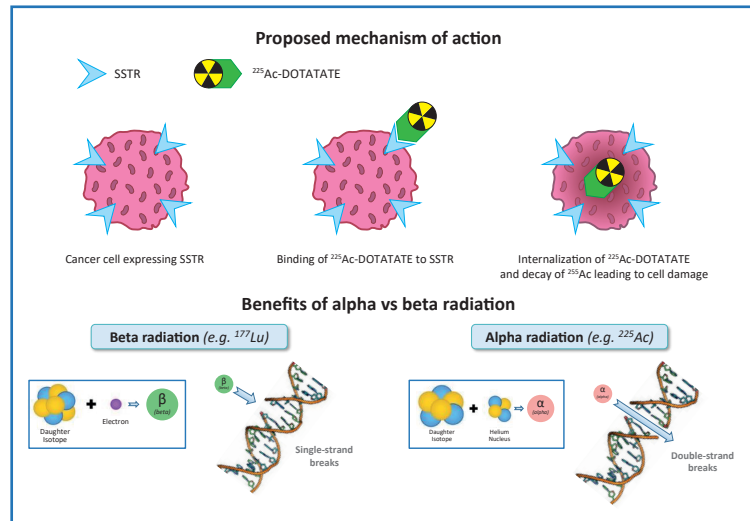 Proposed mechanism of action
SSTR
²²⁵Ac-DOTATATE
Cancer cell expressing SSTR
Binding of ²²⁵Ac-DOTATATE to SSTR
Internalization of ²²⁵Ac-DOTATATE
and decay of ²⁵⁵Ac leading to cell damage
Benefits of alpha vs beta radiation
Beta radiation (e.g. ¹⁷⁷Lu)
Daughter
Isotope
+
Electron
β
(beta)
β
(beta)
Single-strand
breaks
Alpha radiation (e.g. ²²⁵Ac)
Daughter
Isotope
+
Helium
Nucleus
α
(alpha)
α
(alpha)
Double-strand
breaks